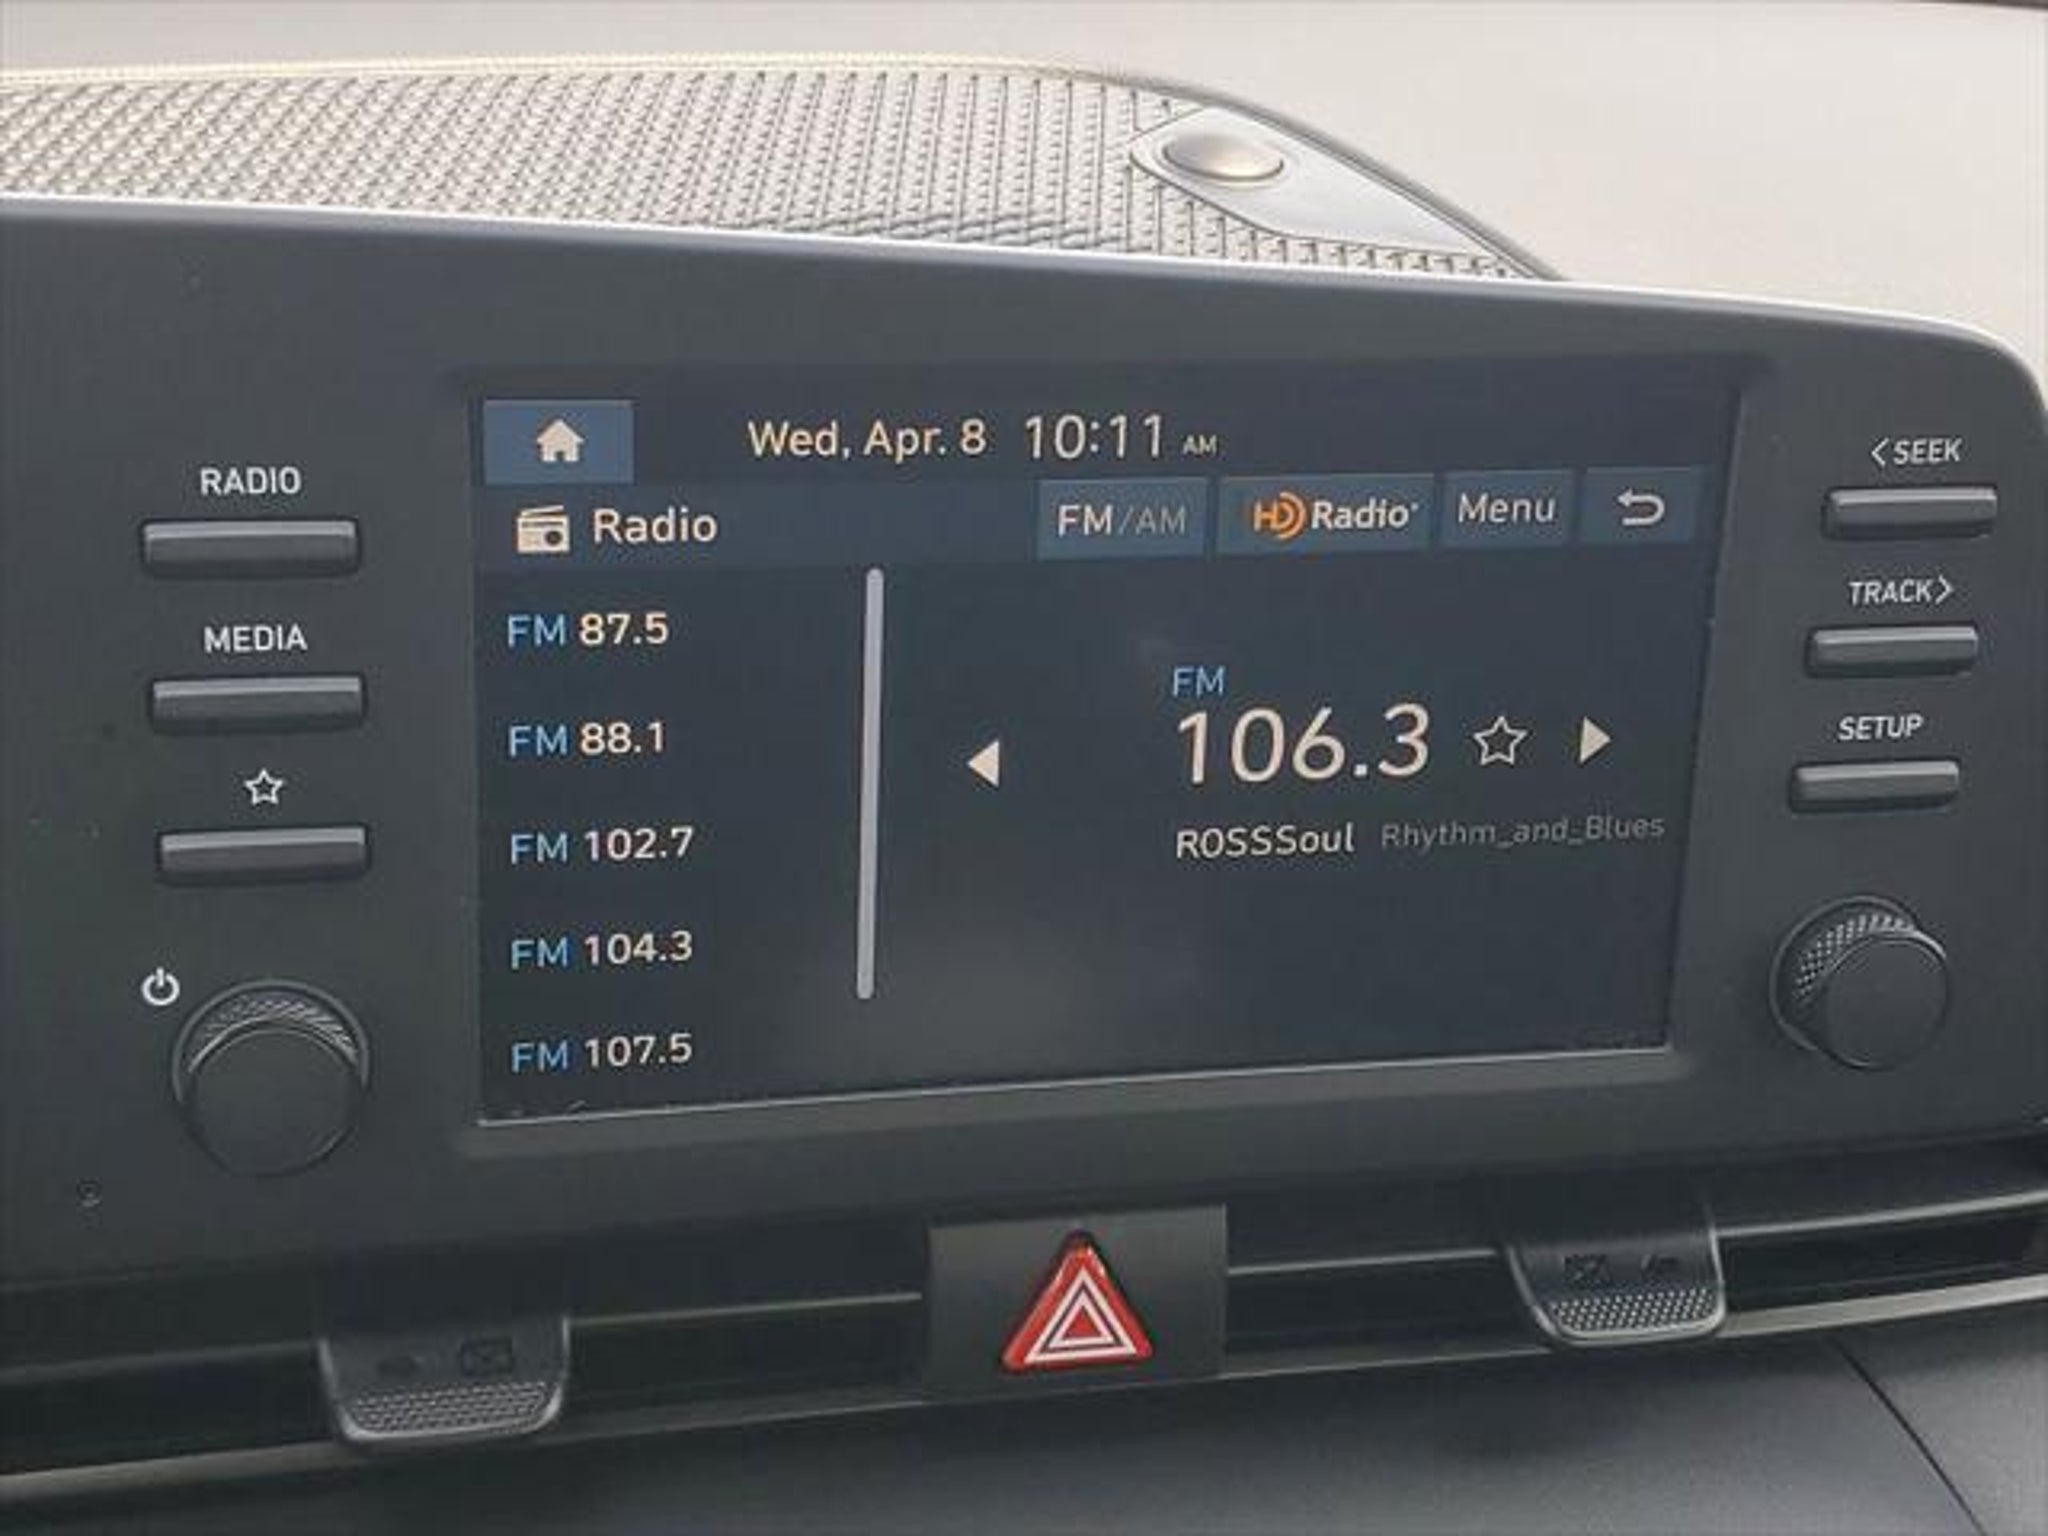 RADIO
MEDIA
Wed, Apr. 8 10:11 AM
Radio
FM/AM
HD Radio
Menu
FM 87.5
FM 88.1
FM 102.7
FM 104.3
FM 107.5
FM
106.3
ROSSSoul Rhythm_and_Blues
<SEEK
TRACK>
SETUP